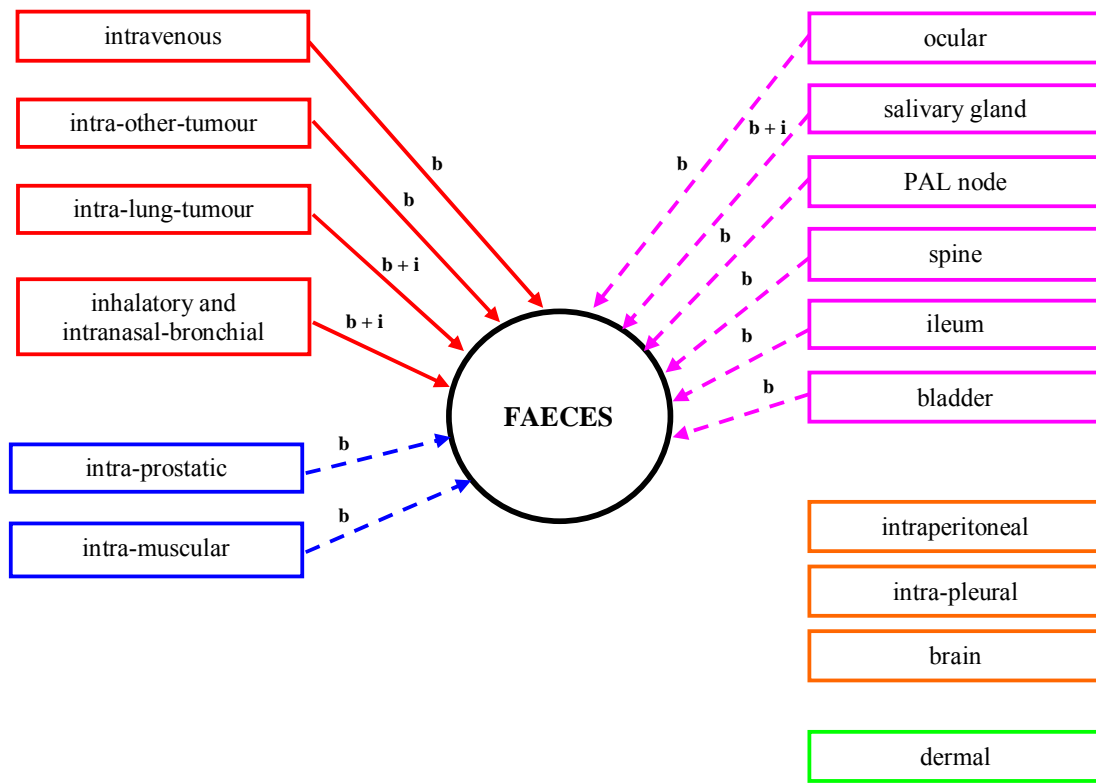 intravenous
intra-other-tumour
intra-lung-tumour
inhalatory and
intranasal-bronchial
intra-prostatic
intra-muscular
b
b
b + i
b + i
b
b
FAECES
b
b + i
b
b
b
b
ocular
salivary gland
PAL node
spine
ileum
bladder
intraperitoneal
intra-pleural
brain
dermal